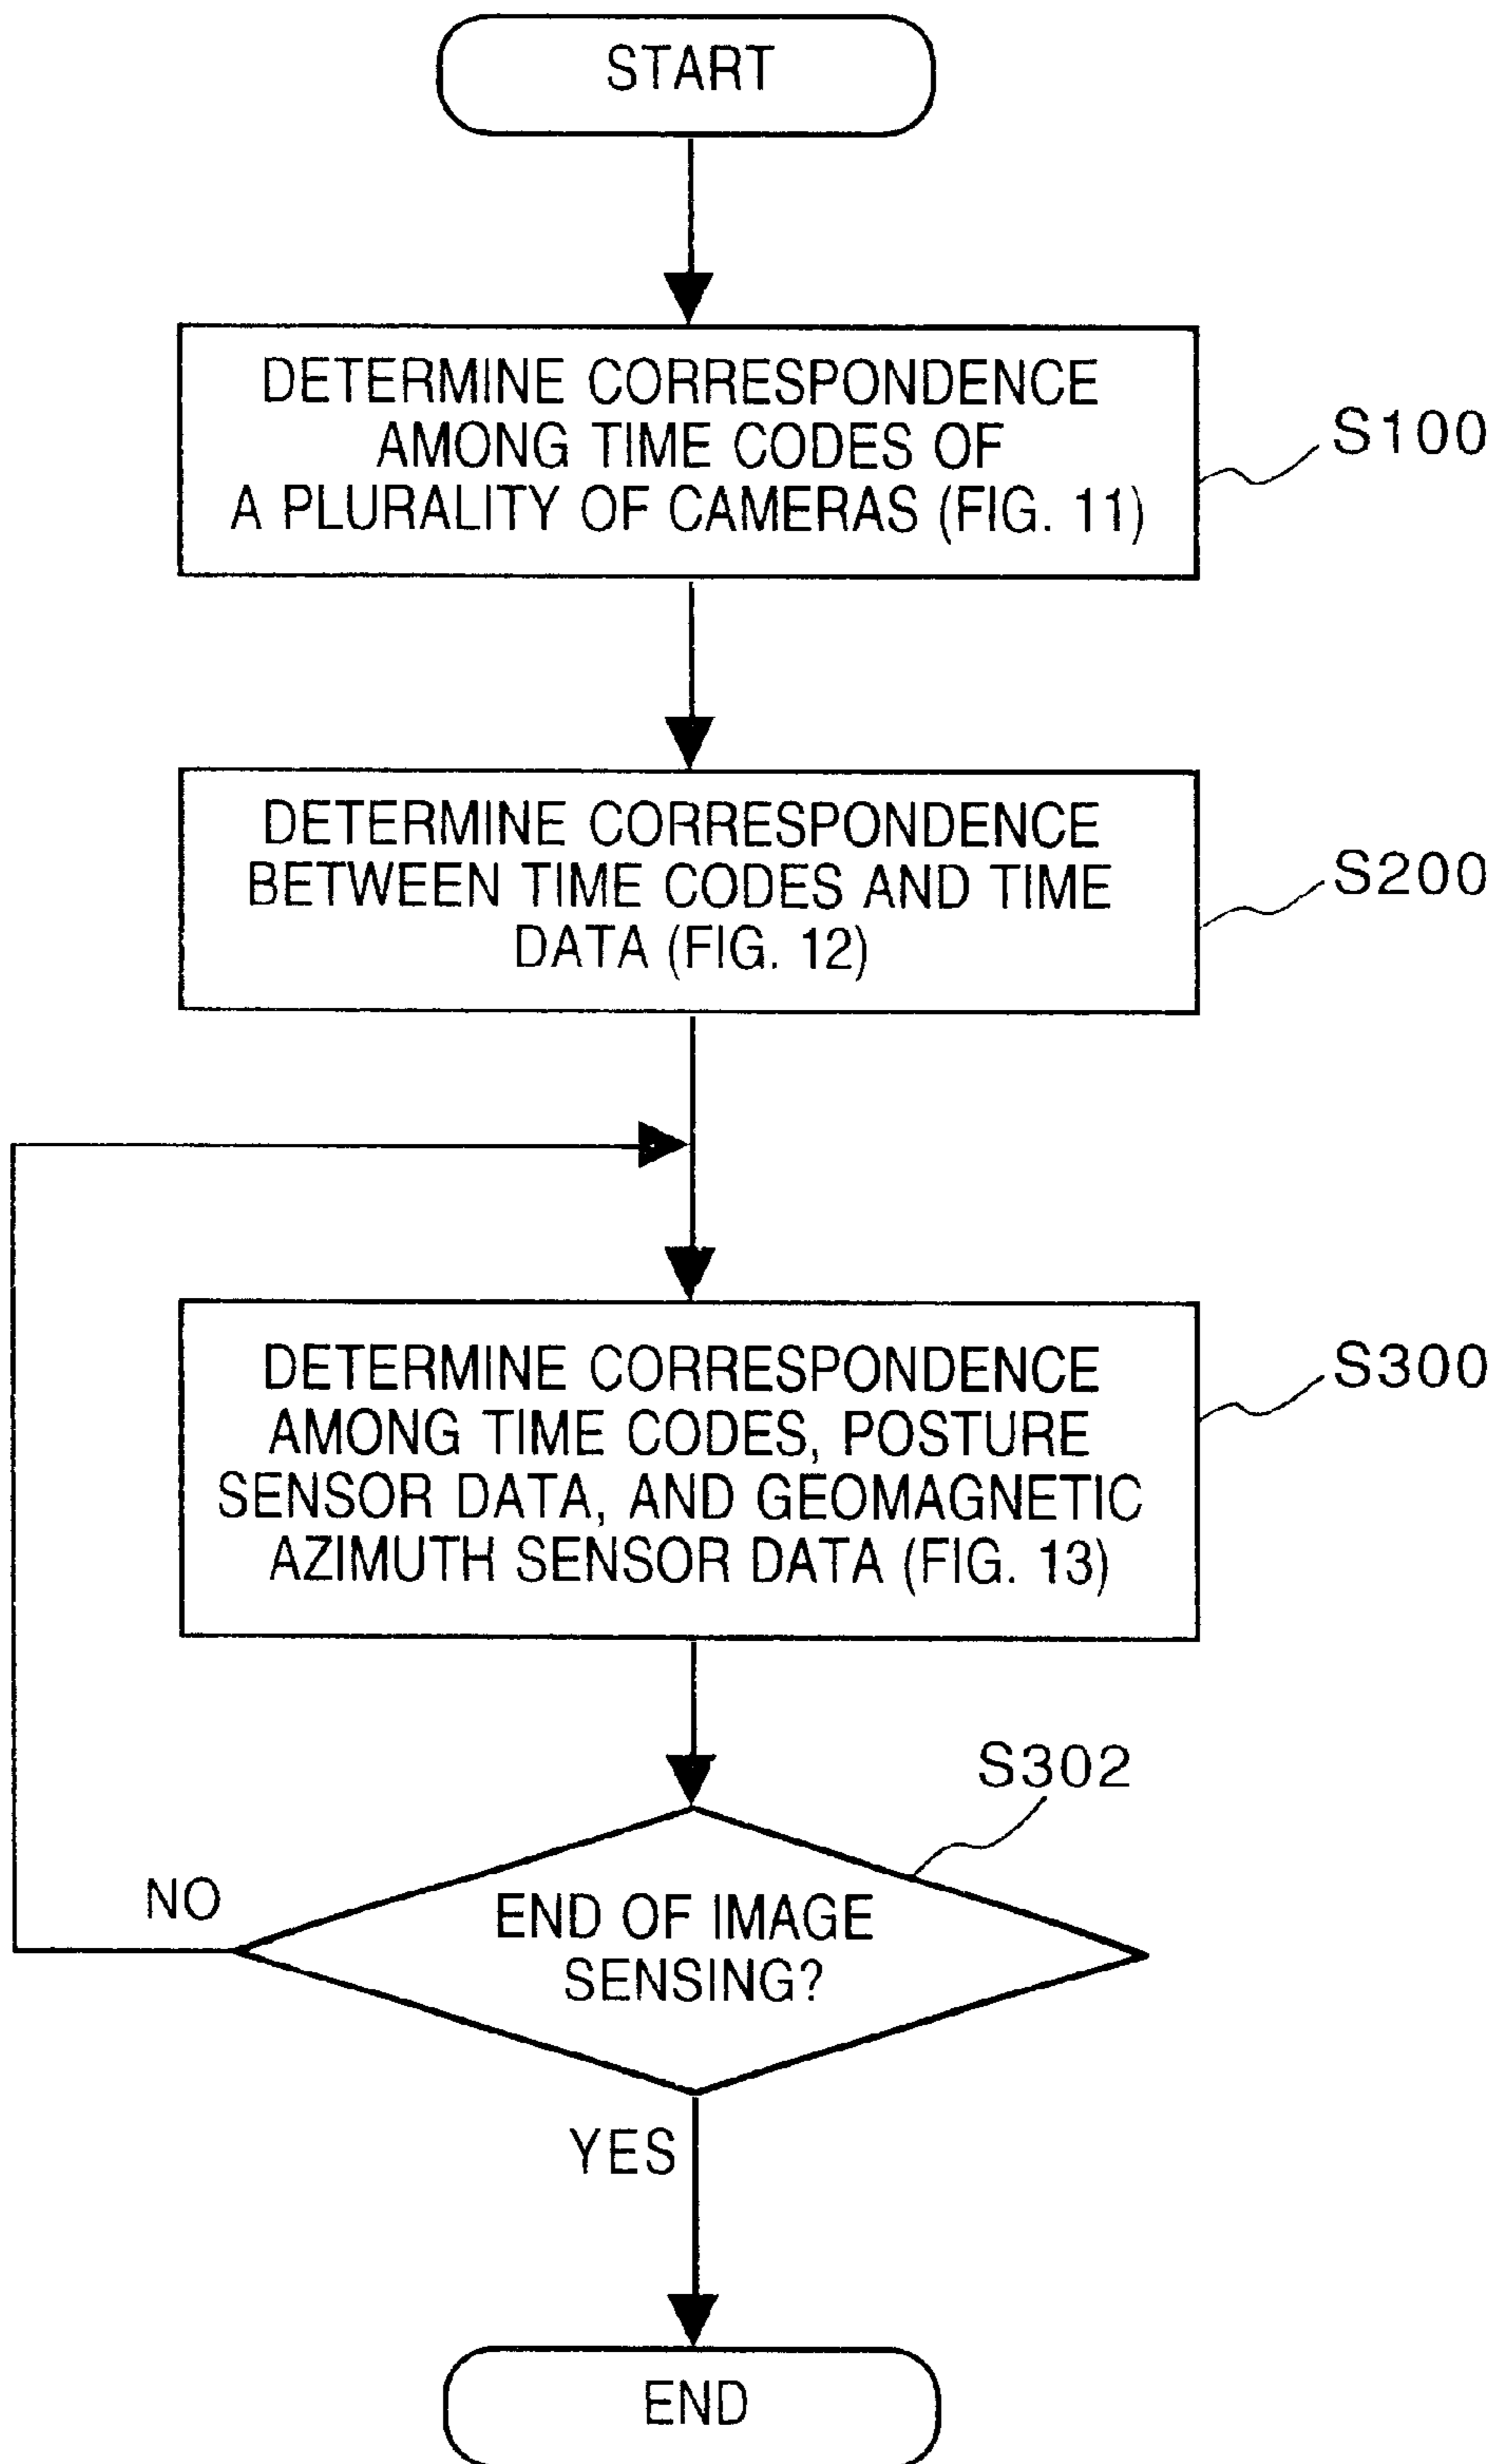 START
DETERMINE CORRESPONDENCE
AMONG TIME CODES OF
A PLURALITY OF CAMERAS (FIG. 11)
S100
DETERMINE CORRESPONDENCE
BETWEEN TIME CODES AND TIME
DATA (FIG. 12)
S200
DETERMINE CORRESPONDENCE
AMONG TIME CODES, POSTURE
SENSOR DATA, AND GEOMAGNETIC
AZIMUTH SENSOR DATA (FIG. 13)
S300
S302
NO
END OF IMAGE
SENSING?
YES
END